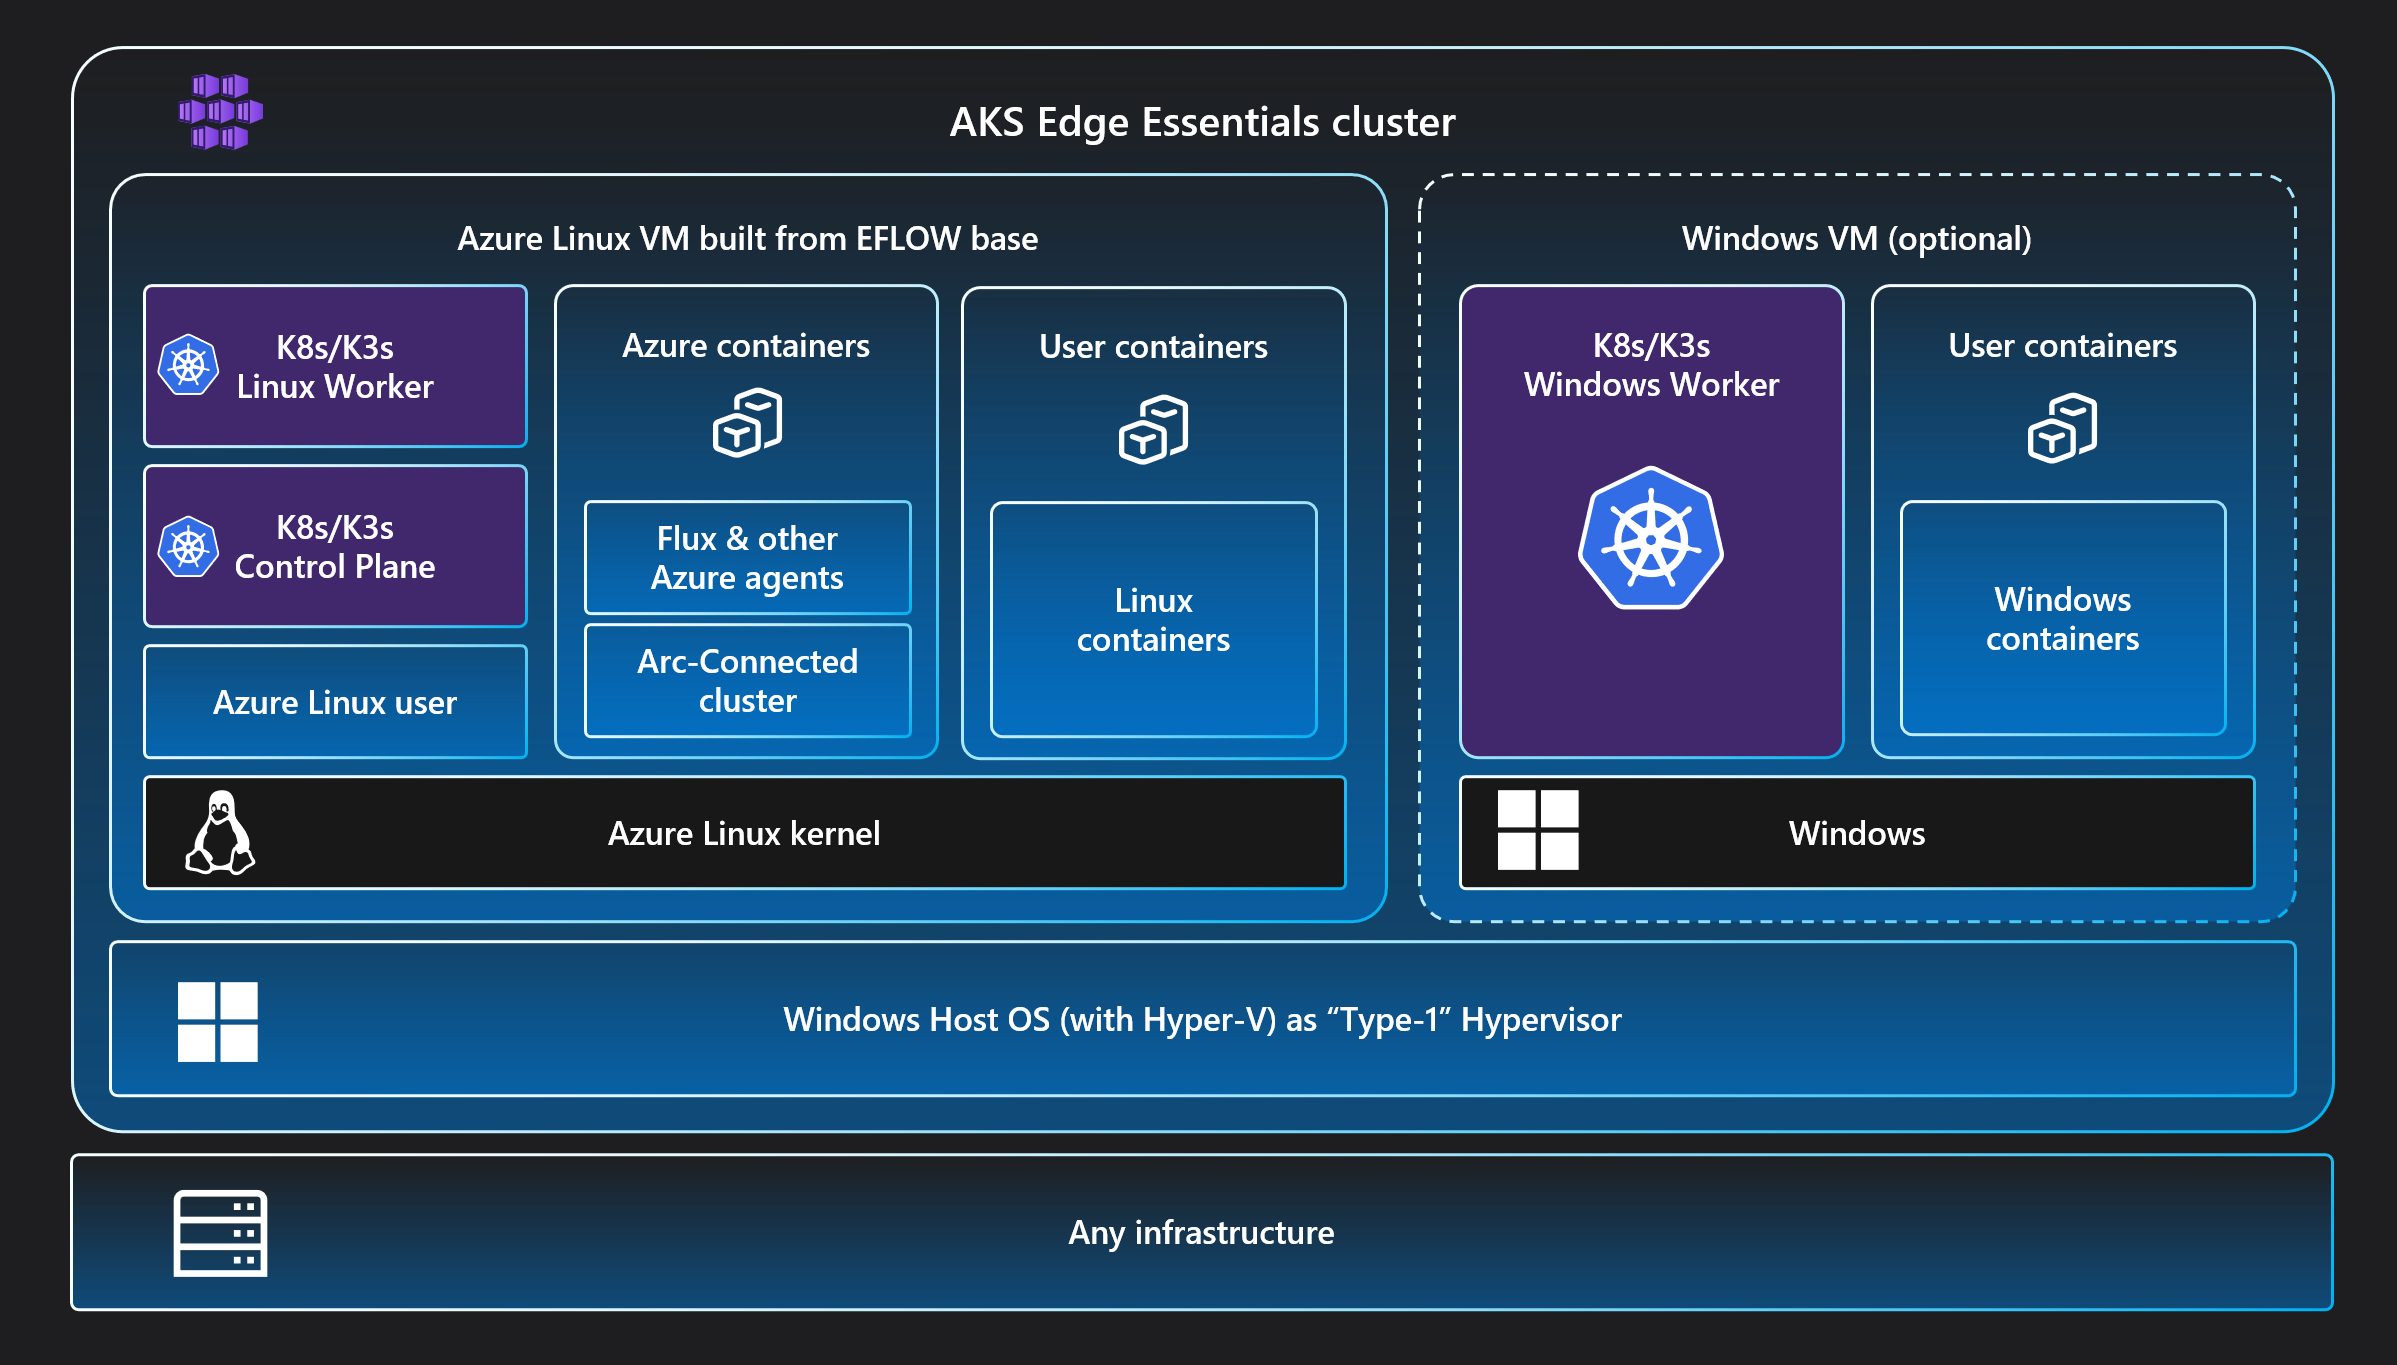 AKS Edge Essentials cluster
Azure Linux VM built from EFLOW base
K8s/K3s
Linux Worker
K8s/K3s
Control Plane
Azure Linux user
Azure containers
Flux & other
Azure agents
Arc-Connected
cluster
User containers
Linux
containers
Azure Linux kernel
Windows VM (optional)
K8s/K3s
Windows Worker
User containers
Windows
containers
Windows
Windows Host OS (with Hyper-V) as “Type-1” Hypervisor
Any infrastructure